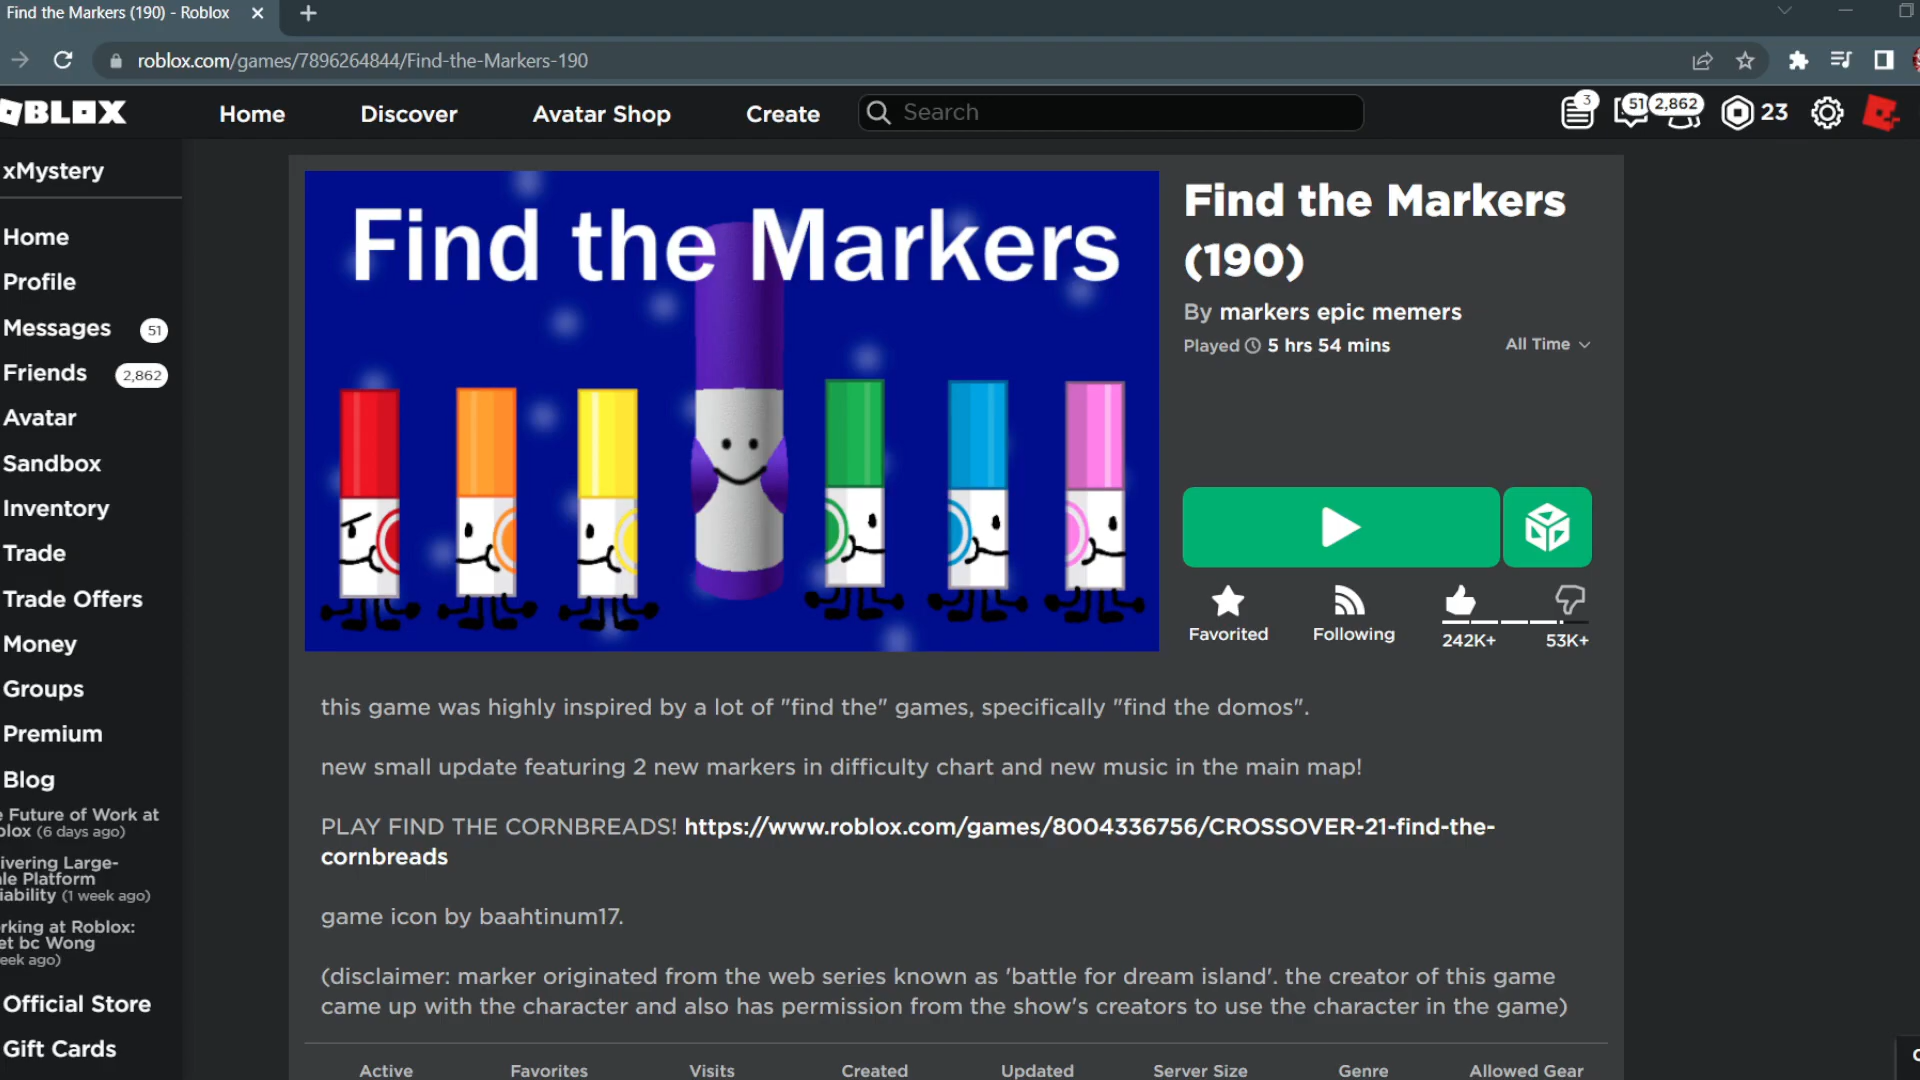 Find the Markers (190) - Roblox
roblox.com/games/7896264844/Find-the-Markers-190
Home Discover Avatar Shop Create Search 3 51 2,862 23
xMystery
Home
Profile
Messages 51
Friends 2,862
Avatar
Sandbox
Inventory
Trade
Trade Offers
Money
Groups
Premium
Blog
Future of Work at
(6 days ago)
Large-
Platform
(1 week ago)
at Roblox:
bc Wong
ago)
Official Store
Gift Cards
Find the Markers
Find the Markers
(190)
By markers epic memers
Played 5 hrs 54 mins All Time
Favorited Following 242K+ 53K+
this game was highly inspired by a lot of "find the" games, specifically "find the domos".
new small update featuring 2 new markers in difficulty chart and new music in the main map!
PLAY FIND THE CORNBREADS! https://www.roblox.com/games/8004336756/CROSSOVER-21-find-the-
cornbreads
game icon by baahtinum17.
(disclaimer: marker originated from the web series known as 'battle for dream island'. the creator of this game
came up with the character and also has permission from the show's creators to use the character in the game)
Active Favorites Visits Created Updated Server Size Genre Allowed Gear